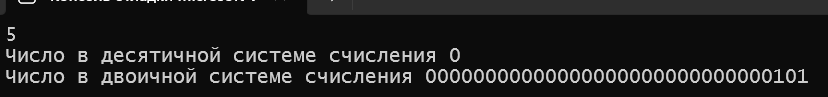 5
Число в десятичной системе счисления 0
Число в двоичной системе счисления 00000000000000000000000000000101